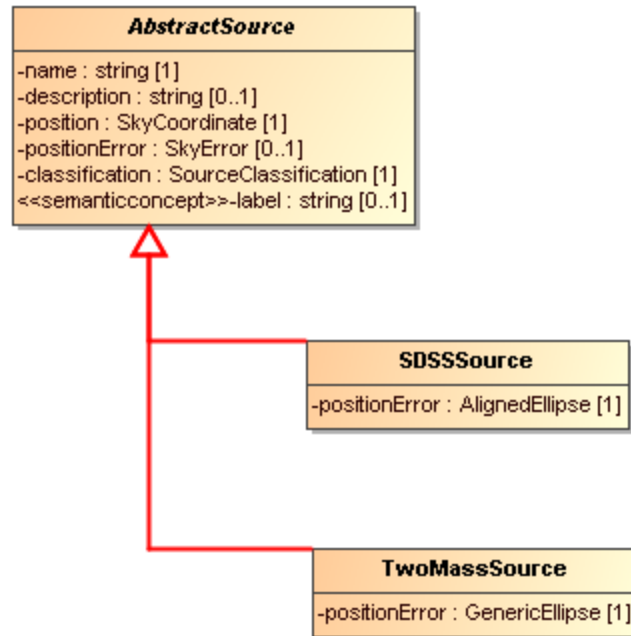 AbstractSource
-name : string [1]
-description : string [0..1]
-position : SkyCoordinate [1]
-positionError : SkyError [0..1]
-classification : SourceClassification [1]
<<semanticconcept>>-label : string [0..1]
SDSSSource
-positionError : AlignedEllipse [1]
TwoMassSource
-positionError : GenericEllipse [1]